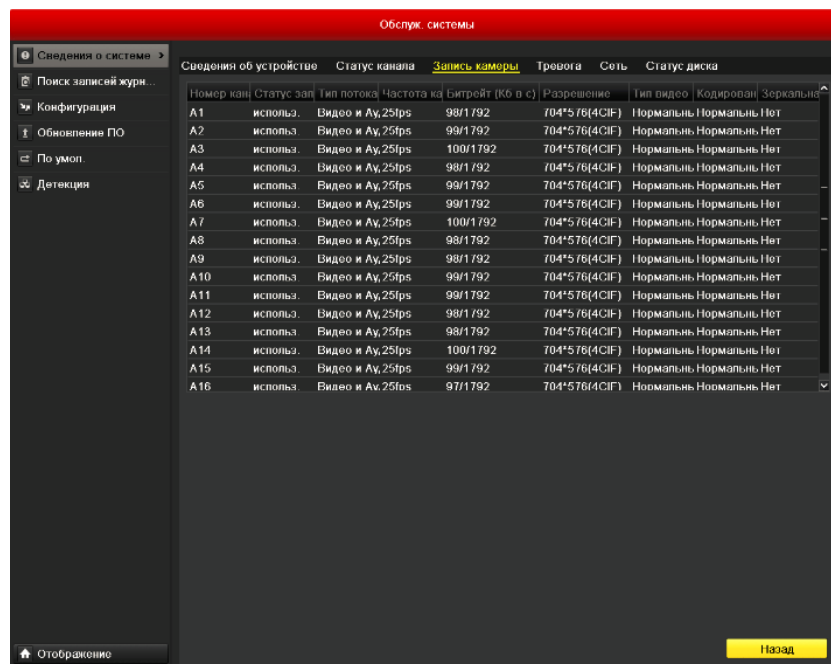 Обслуж. системы
Сведения о системе
Поиск записей журн...
Конфигурация
Обновление ПО
По умол.
Детекция
Отображение
Сведения об устройстве Статус канала Запись камеры Тревога Сеть Статус диска
Номер кан Статус зап Тип потока Частота ка Битрейт (Кб в с) Разрешение Тип видео Кодирован Зеркальна
A1 использ. Видео и Ау, 25fps 98/1792 704*576(4CIF) Нормальнь Нормальнь Нет
A2 использ. Видео и Ау, 25fps 99/1792 704*576(4CIF) Нормальнь Нормальнь Нет
A3 использ. Видео и Ау, 25fps 100/1792 704*576(4CIF) Нормальнь Нормальнь Нет
A4 использ. Видео и Ау, 25fps 98/1792 704*576(4CIF) Нормальнь Нормальнь Нет
A5 использ. Видео и Ау, 25fps 99/1792 704*576(4CIF) Нормальнь Нормальнь Нет
A6 использ. Видео и Ау, 25fps 99/1792 704*576(4CIF) Нормальнь Нормальнь Нет
A7 использ. Видео и Ау, 25fps 100/1792 704*576(4CIF) Нормальнь Нормальнь Нет
A8 использ. Видео и Ау, 25fps 98/1792 704*576(4CIF) Нормальнь Нормальнь Нет
A9 использ. Видео и Ау, 25fps 98/1792 704*576(4CIF) Нормальнь Нормальнь Нет
A10 использ. Видео и Ау, 25fps 99/1792 704*576(4CIF) Нормальнь Нормальнь Нет
A11 использ. Видео и Ау, 25fps 99/1792 704*576(4CIF) Нормальнь Нормальнь Нет
A12 использ. Видео и Ау, 25fps 98/1792 704*576(4CIF) Нормальнь Нормальнь Нет
A13 использ. Видео и Ау, 25fps 98/1792 704*576(4CIF) Нормальнь Нормальнь Нет
A14 использ. Видео и Ау, 25fps 100/1792 704*576(4CIF) Нормальнь Нормальнь Нет
A15 использ. Видео и Ау, 25fps 99/1792 704*576(4CIF) Нормальнь Нормальнь Нет
A16 использ. Видео и Ау, 25fps 97/1792 704*576(4CIF) Нормальнь Нормальнь Нет
Назад